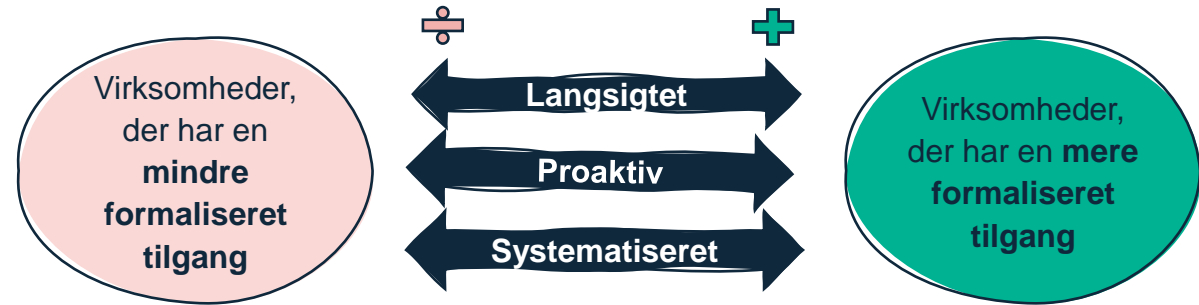 Virksomheder,
der har en
mindre
formaliseret
tilgang
Langsigtet
Proaktiv
Systematiseret
Virksomheder,
der har en mere
formaliseret
tilgang